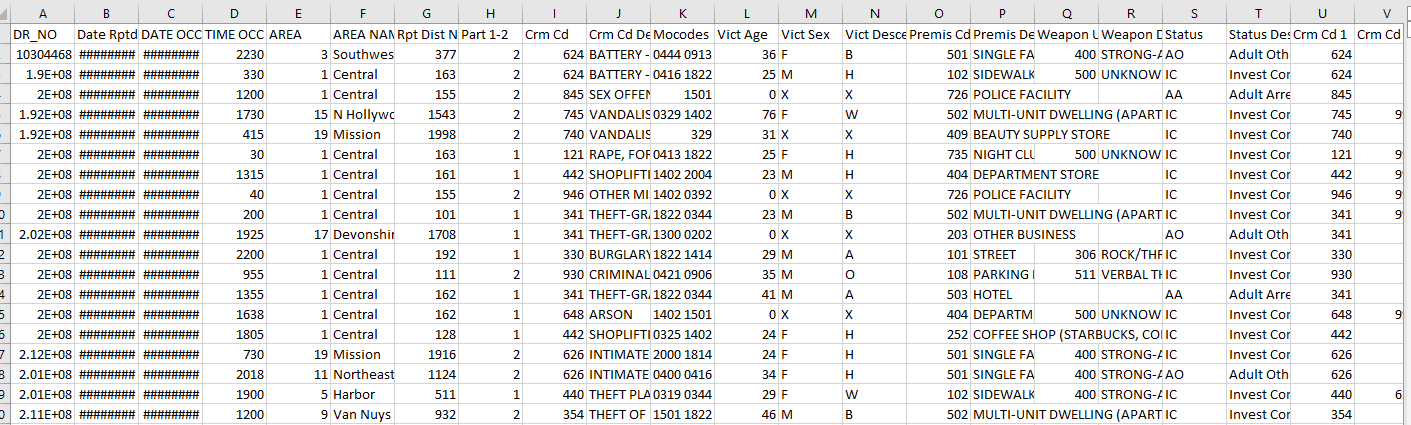 A B C D E F G H I J K L M N O P Q R S T U V
DR_NO Date Rptd DATE OCC TIME OCC AREA AREA NAN Rpt Dist N Part 1-2 Crm Cd Crm Cd De Mocodes Vict Age Vict Sex Vict Desce Premis Cd Premis De Weapon U Weapon D Status Status Des Crm Cd 1 Crm Cd
10304468 ######## ######## 2230 3 Southwes 377 2 624 BATTERY - 0444 0913 36 F B 501 SINGLE FA 400 STRONG-A AO Adult Oth 624
1.9E+08 ######## ######## 330 1 Central 163 2 624 BATTERY - 0416 1822 25 M H 102 SIDEWALK 500 UNKNOW IC Invest Cor 624
2E+08 ######## ######## 1200 1 Central 155 2 845 SEX OFFEN 1501 0 X X 726 POLICE FACILITY AA Adult Arre 845
1.92E+08 ######## ######## 1730 15 N Hollywo 1543 2 745 VANDALIS 0329 1402 76 F W 502 MULTI-UNIT DWELLING (APART IC Invest Cor 745 9
1.92E+08 ######## ######## 415 19 Mission 1998 2 740 VANDALIS 329 31 X X 409 BEAUTY SUPPLY STORE IC Invest Cor 740
2E+08 ######## ######## 30 1 Central 163 1 121 RAPE, FOR 0413 1822 25 F H 735 NIGHT CLU 500 UNKNOW IC Invest Cor 121 9
2E+08 ######## ######## 1315 1 Central 161 1 442 SHOPLIFTI 1402 2004 23 M H 404 DEPARTMENT STORE IC Invest Cor 442 9
2E+08 ######## ######## 40 1 Central 155 2 946 OTHER MI 1402 0392 0 X X 726 POLICE FACILITY IC Invest Cor 946 9
2E+08 ######## ######## 200 1 Central 101 1 341 THEFT-GR 1822 0344 23 M B 502 MULTI-UNIT DWELLING (APART IC Invest Cor 341 9
2.02E+08 ######## ######## 1925 17 Devonshir 1708 1 341 THEFT-GR 1300 0202 0 X X 203 OTHER BUSINESS AO Adult Oth 341
2E+08 ######## ######## 2200 1 Central 192 1 330 BURGLARY 1822 1414 29 M A 101 STREET 306 ROCK/THR IC Invest Cor 330
2E+08 ######## ######## 955 1 Central 111 2 930 CRIMINAL 0421 0906 35 M O 108 PARKING 511 VERBAL TH IC Invest Cor 930
2E+08 ######## ######## 1355 1 Central 162 1 341 THEFT-GR 1822 0344 41 M A 503 HOTEL AA Adult Arre 341
2E+08 ######## ######## 1638 1 Central 162 1 648 ARSON 1402 1501 0 X X 404 DEPARTM 500 UNKNOW IC Invest Cor 648 9
2E+08 ######## ######## 1805 1 Central 128 1 442 SHOPLIFTI 0325 1402 24 F H 252 COFFEE SHOP (STARBUCKS, CO IC Invest Cor 442
2.12E+08 ######## ######## 730 19 Mission 1916 2 626 INTIMATE 2000 1814 24 F H 501 SINGLE FA 400 STRONG-A IC Invest Cor 626
2.01E+08 ######## ######## 2018 11 Northeast 1124 2 626 INTIMATE 0400 0416 34 F H 501 SINGLE FA 400 STRONG-A AO Adult Oth 626
2.01E+08 ######## ######## 1900 5 Harbor 511 1 440 THEFT PLA 0319 0344 29 F W 102 SIDEWALK 400 STRONG-A IC Invest Cor 440 6
2.11E+08 ######## ######## 1200 9 Van Nuys 932 2 354 THEFT OF 1501 1822 46 M B 502 MULTI-UNIT DWELLING (APART IC Invest Cor 354